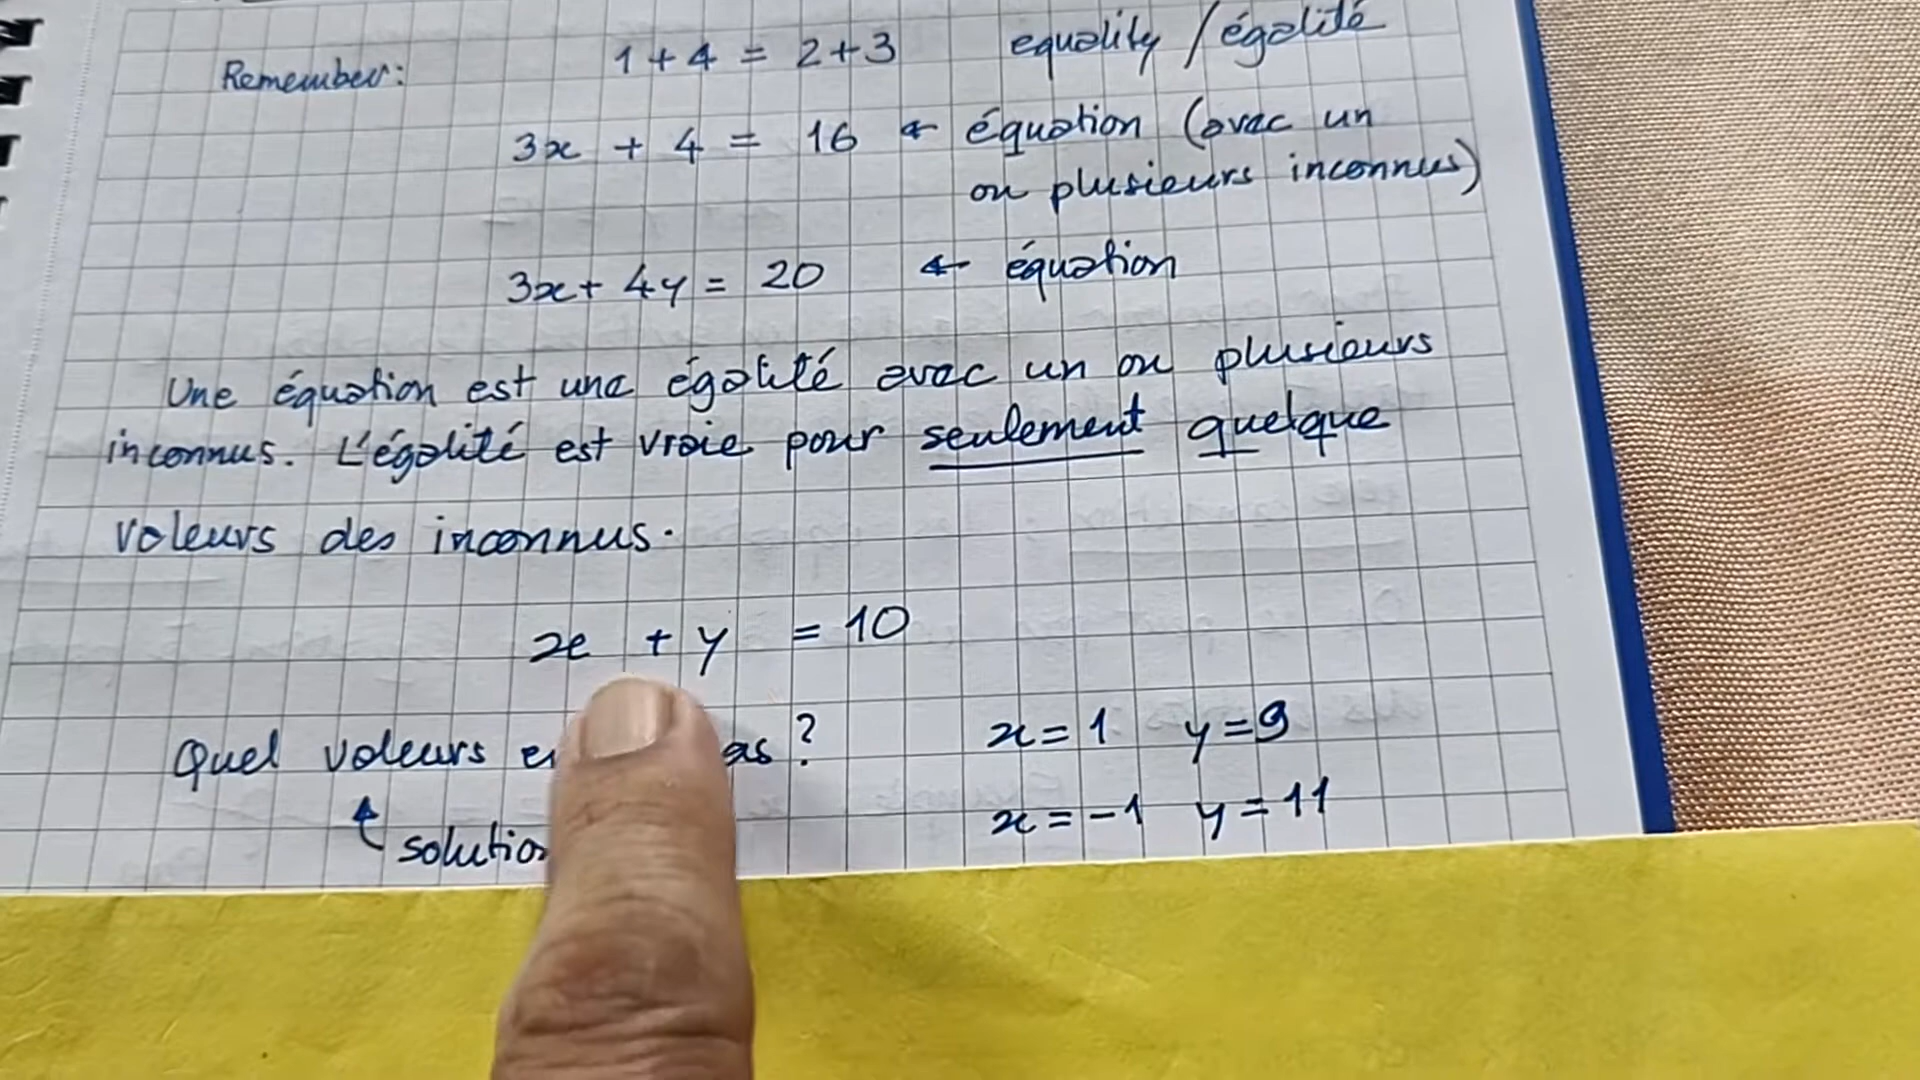 Remember: 1 + 4 = 2 + 3 equality / égalité
3x + 4 = 16 ← équation (avec un
ou plusieurs inconnus)
3x + 4y = 20 ← équation
Une équation est une égalité avec un ou plusieurs
inconnus. L'égalité est vraie pour seulement quelque
valeurs des inconnus.
x + y = 10
Quel valeurs ? x = 1 y = 9
x = -1 y = 11